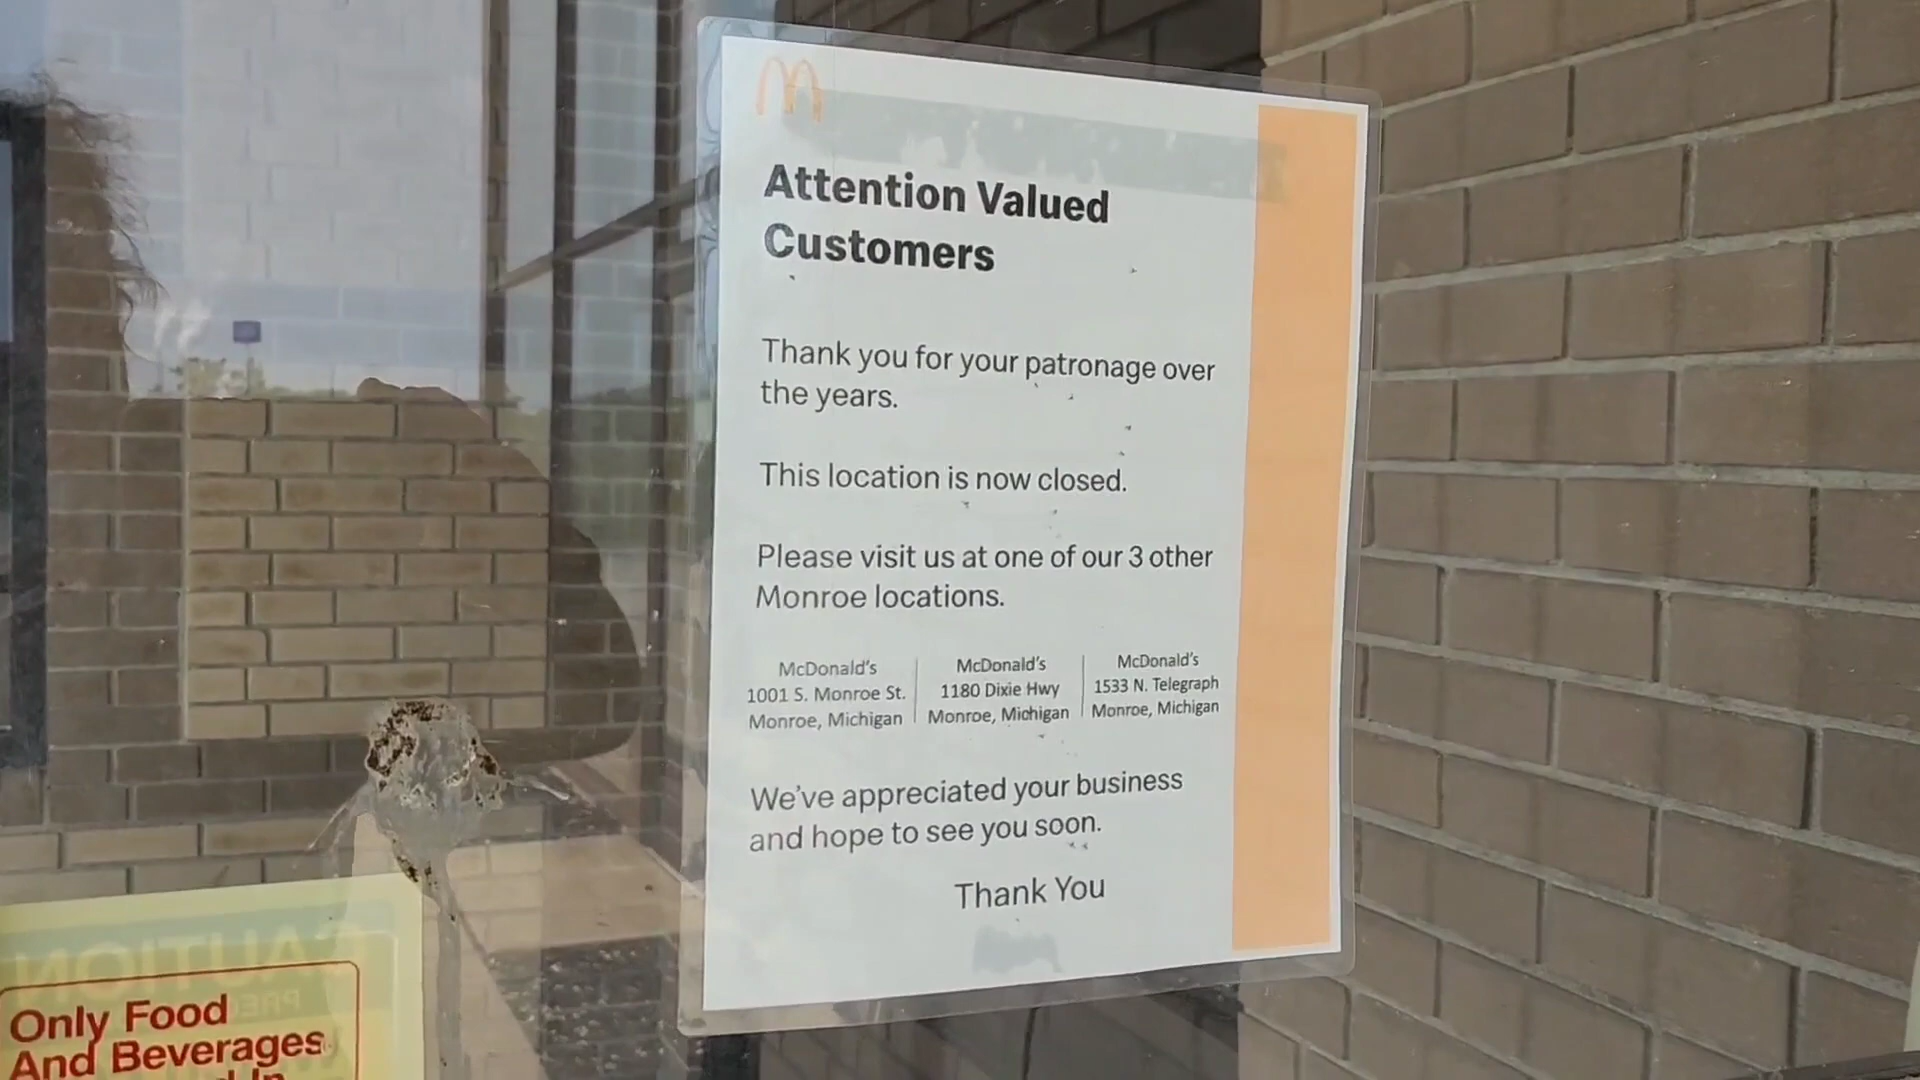 Attention Valued
Customers
Thank you for your patronage over
the years.
This location is now closed.
Please visit us at one of our 3 other
Monroe locations.
McDonald's
1001 S. Monroe St.
Monroe, Michigan
McDonald's
1180 Dixie Hwy
Monroe, Michigan
McDonald's
1533 N. Telegraph
Monroe, Michigan
We've appreciated your business
and hope to see you soon.
Thank You
CAUTION
Only Food
And Beverages